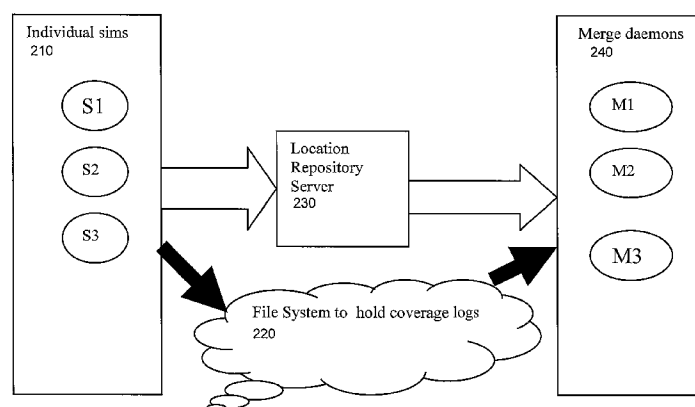 Individual sims
210
S1
S2
S3
Location
Repository
Server
230
Merge daemons
240
M1
M2
M3
File System to hold coverage logs
220